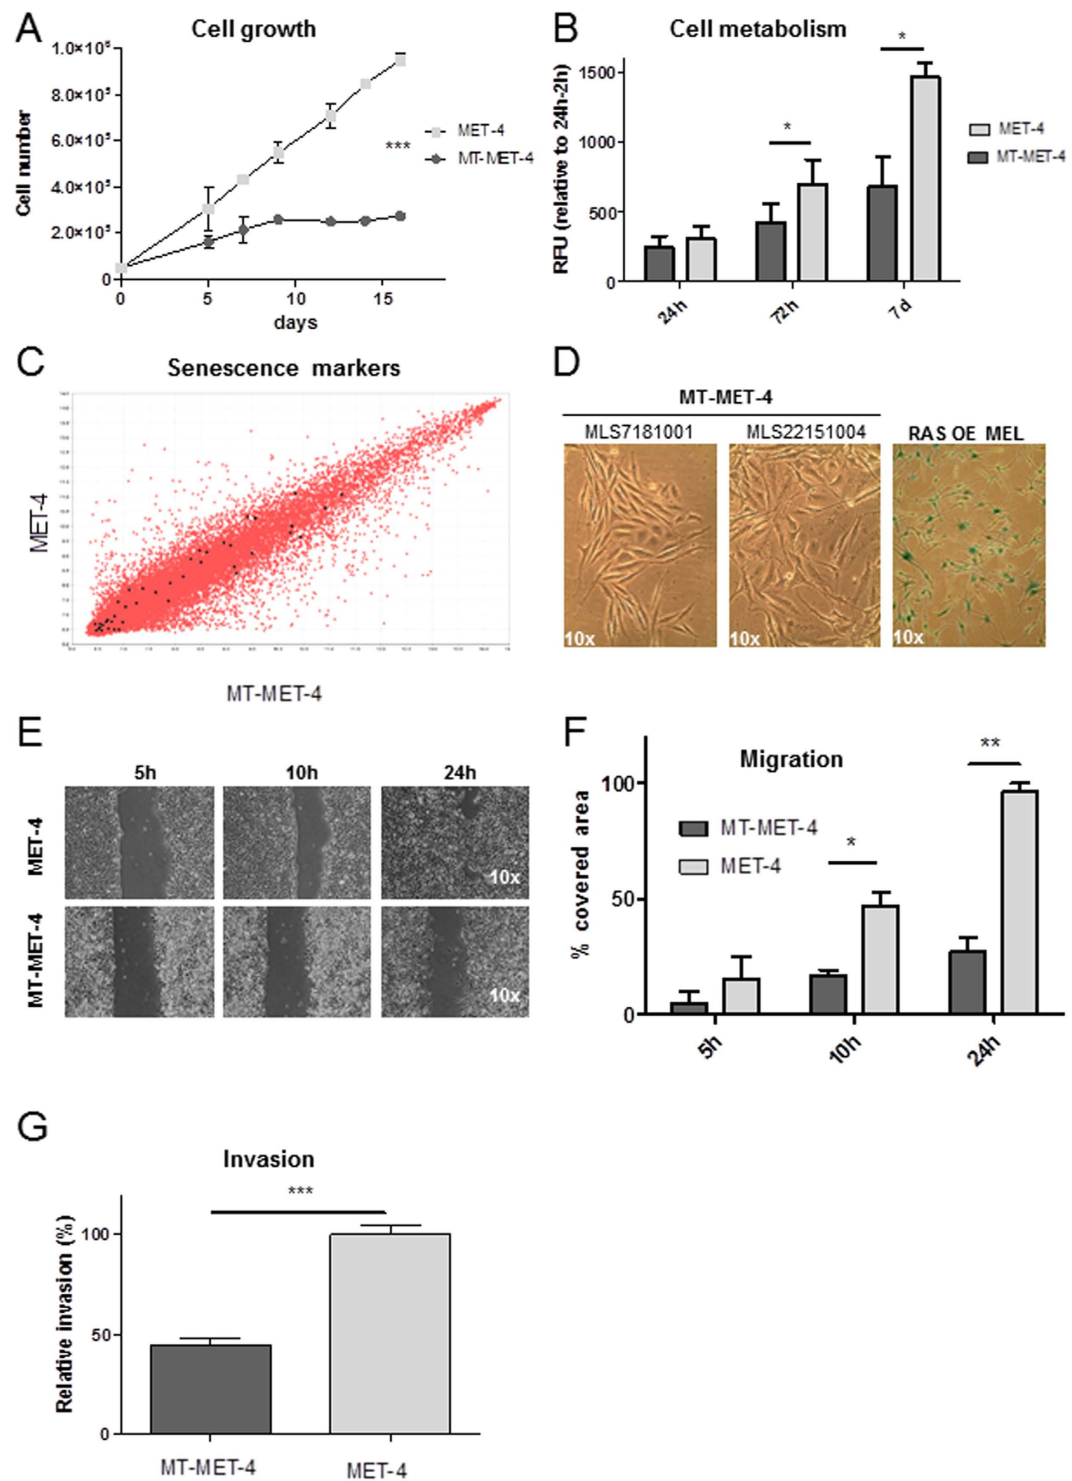 A
Cell growth
1.0×10⁶
8.0×10⁵
6.0×10⁵
4.0×10⁵
2.0×10⁵
0
Cell number
0 5 10 15
days
MET-4
***
MT-MET-4
B
Cell metabolism
1500
1000
500
0
RFU (relative to 24h-2h)
*
*
24h 72h 7d
MET-4
MT-MET-4
C
Senescence markers
MET-4
MT-MET-4
D
MT-MET-4
MLS7181001 MLS22151004 RAS OE MEL
10x 10x 10x
E
5h 10h 24h
MET-4
10x
MT-MET-4
10x
F
Migration
100
50
0
% covered area
MT-MET-4
MET-4
*
**
5h 10h 24h
G
Invasion
***
100
50
0
Relative invasion (%)
MT-MET-4 MET-4